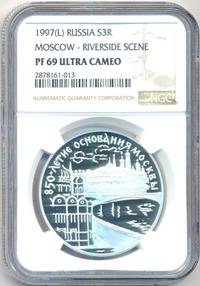 1997(L) RUSSIA S3R
MOSCOW - RIVERSIDE SCENE
PF 69 ULTRA CAMEO
2878161-013
NUMISMATIC GUARANTY CORPORATION
NGC
850-ЛЕТИЕ ОСНОВАНИЯ МОСКВЫ